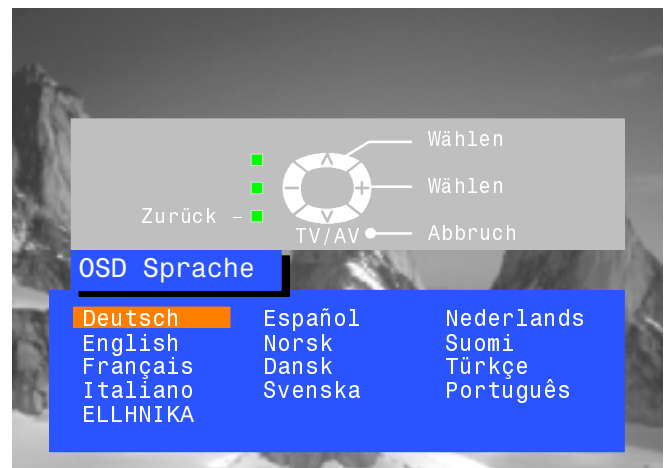 Wählen
Wählen
Zurück –
TV/AV
Abbruch
OSD Sprache
Deutsch Español Nederlands
English Norsk Suomi
Français Dansk Türkçe
Italiano Svenska Português
ELLHNIKA